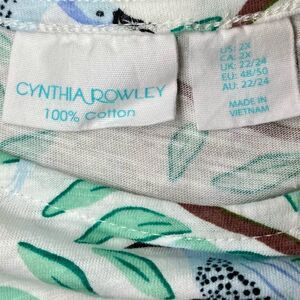 CYNTHIA ROWLEY
100% Cotton
US: 2X
CA: 2X
UK: 22/24
EU: 48/50
AU: 22/24
MADE IN
VIETNAM